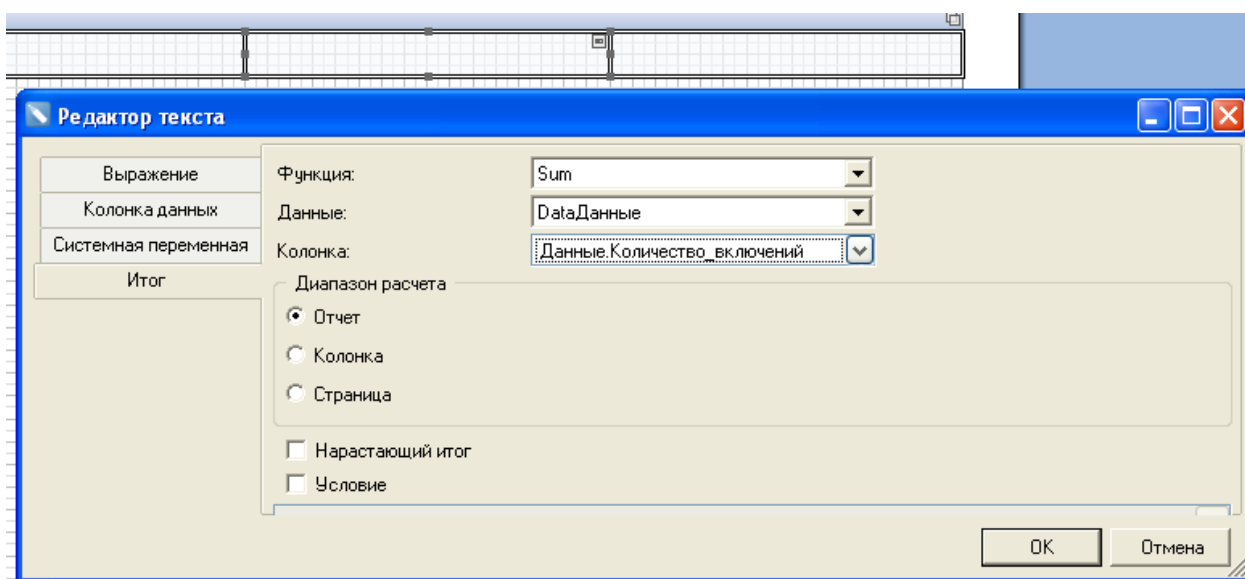 Редактор текста
Выражение
Колонка данных
Системная переменная
Итог
Функция: Sum
Данные: DataДанные
Колонка: Данные.Количество_включений
Диапазон расчета
Отчет
Колонка
Страница
Нарастающий итог
Условие
OK Отмена